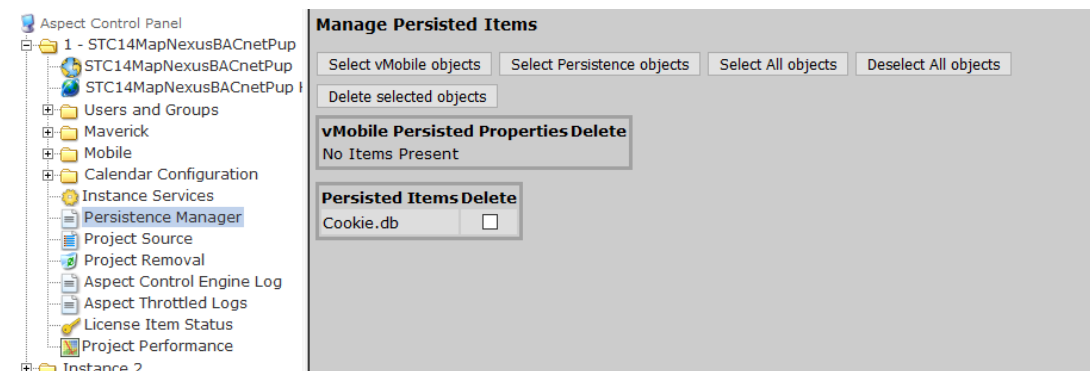 Aspect Control Panel
1 - STC14MapNexusBACnetPup
STC14MapNexusBACnetPup
STC14MapNexusBACnetPup
Users and Groups
Maverick
Mobile
Calendar Configuration
Instance Services
Persistence Manager
Project Source
Project Removal
Aspect Control Engine Log
Aspect Throttled Logs
License Item Status
Project Performance
Instance 2
Manage Persisted Items
Select vMobile objects Select Persistence objects Select All objects Deselect All objects
Delete selected objects
vMobile Persisted Properties Delete
No Items Present
Persisted Items Delete
Cookie.db